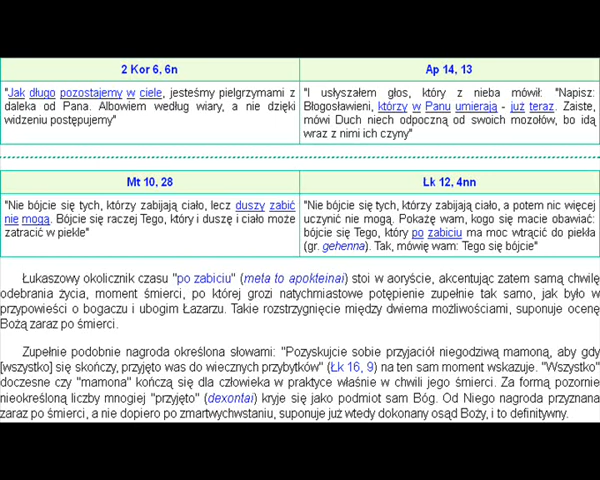 2 Kor 6, 6n
"Jak długo pozostajemy w ciele, jesteśmy pielgrzymami z
daleka od Pana. Albowiem według wiary, a nie dzięki
widzeniu postępujemy"
Ap 14, 13
"I usłyszałem głos, który z nieba mówił: "Napisz:
Błogosławieni, którzy w Panu umierają - już teraz. Zaiste,
mówi Duch niech odpoczną od swoich mozołów, bo idą
wraz z nimi ich czyny"
Mt 10, 28
"Nie bójcie się tych, którzy zabijają ciało, lecz duszy zabić
nie mogą. Bójcie się raczej Tego, który i duszę i ciało może
zatracić w piekle"
Lk 12, 4nn
"Nie bójcie się tych, którzy zabijają ciało, a potem nic więcej
uczynić nie mogą. Pokażę wam, kogo się macie obawiać:
bójcie się Tego, który po zabiciu ma moc wtrącić do piekła
(gr. gehenna). Tak, mówię wam: Tego się bójcie"
Łukaszowy okolicznik czasu "po zabiciu" (meta to apokteinai) stoi w aoryście, akcentując zatem samą chwilę
odebrania życia, moment śmierci, po której grozi natychmiastowe potępienie zupełnie tak samo, jak było w
przypowieści o bogaczu i ubogim Łazarzu. Takie rozstrzygnięcie między dwiema możliwościami, suponuje ocenę
Bożą zaraz po śmierci.
Zupełnie podobnie nagroda określona słowami: "Pozyskujcie sobie przyjaciół niegodziwą mamoną, aby gdy
[wszystko] się skończy, przyjęto was do wiecznych przybytków" (Łk 16, 9) na ten sam moment wskazuje. "Wszystko"
doczesne czy "mamona" kończą się dla człowieka w praktyce właśnie w chwili jego śmierci. Za formą pozornie
nieokreśloną liczby mnogiej "przyjęto" (dexontai) kryje się jako podmiot sam Bóg. Od Niego nagroda przyznana
zaraz po śmierci, a nie dopiero po zmartwychwstaniu, suponuje już wtedy dokonany osąd Boży, i to definitywny.